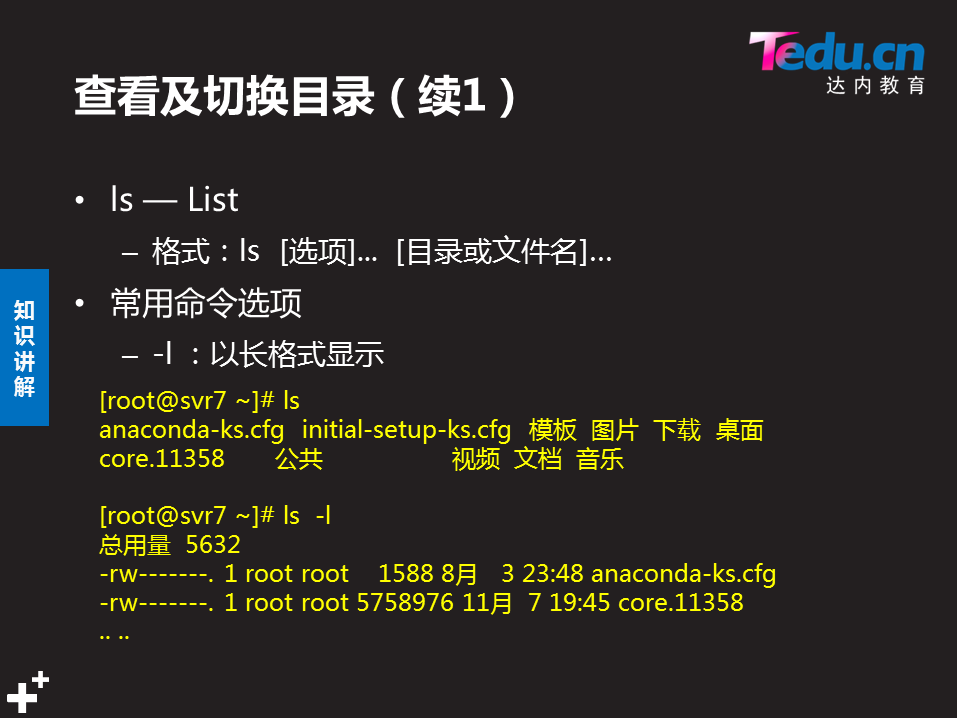 Tedu.cn
达内教育
查看及切换目录（续1）
• ls — List
– 格式：ls [选项]... [目录或文件名]...
• 常用命令选项
– -l ：以长格式显示
知识讲解
[root@svr7 ~]# ls
anaconda-ks.cfg initial-setup-ks.cfg 模板 图片 下载 桌面
core.11358 公共 视频 文档 音乐
[root@svr7 ~]# ls -l
总用量 5632
-rw-------. 1 root root 1588 8月 3 23:48 anaconda-ks.cfg
-rw-------. 1 root root 5758976 11月 7 19:45 core.11358
.. ..